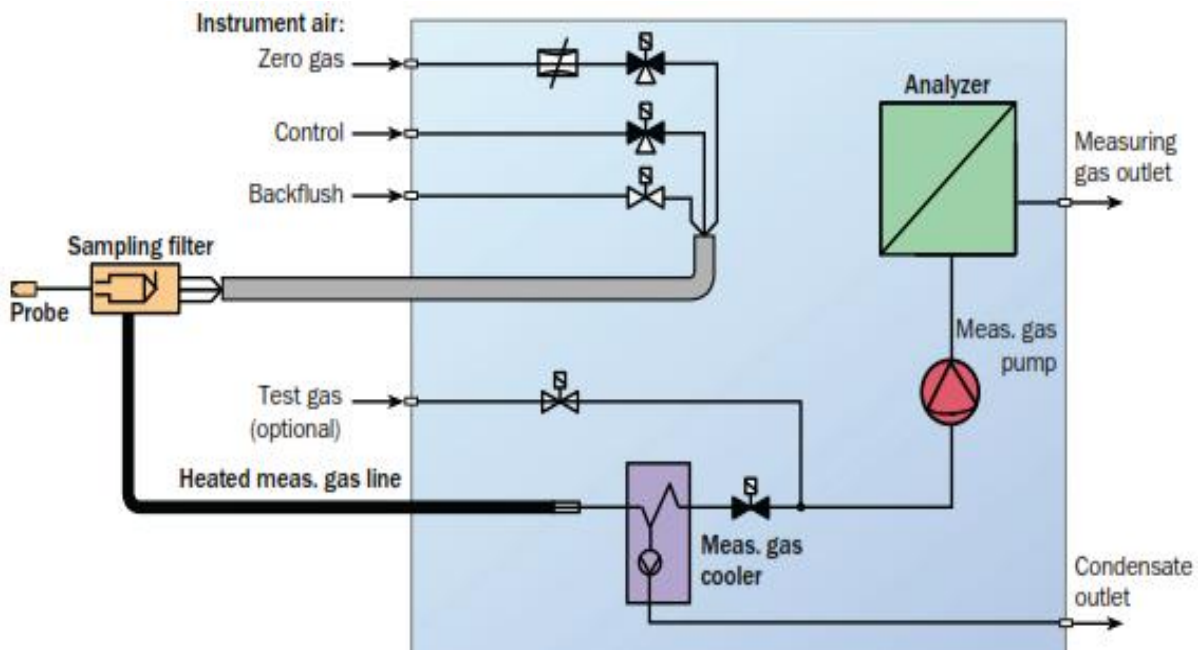 Instrument air:
Zero gas
Control
Backflush
Analyzer
Measuring
gas outlet
Sampling filter
Probe
Meas. gas
pump
Test gas
(optional)
Heated meas. gas line
Meas. gas
cooler
Condensate
outlet